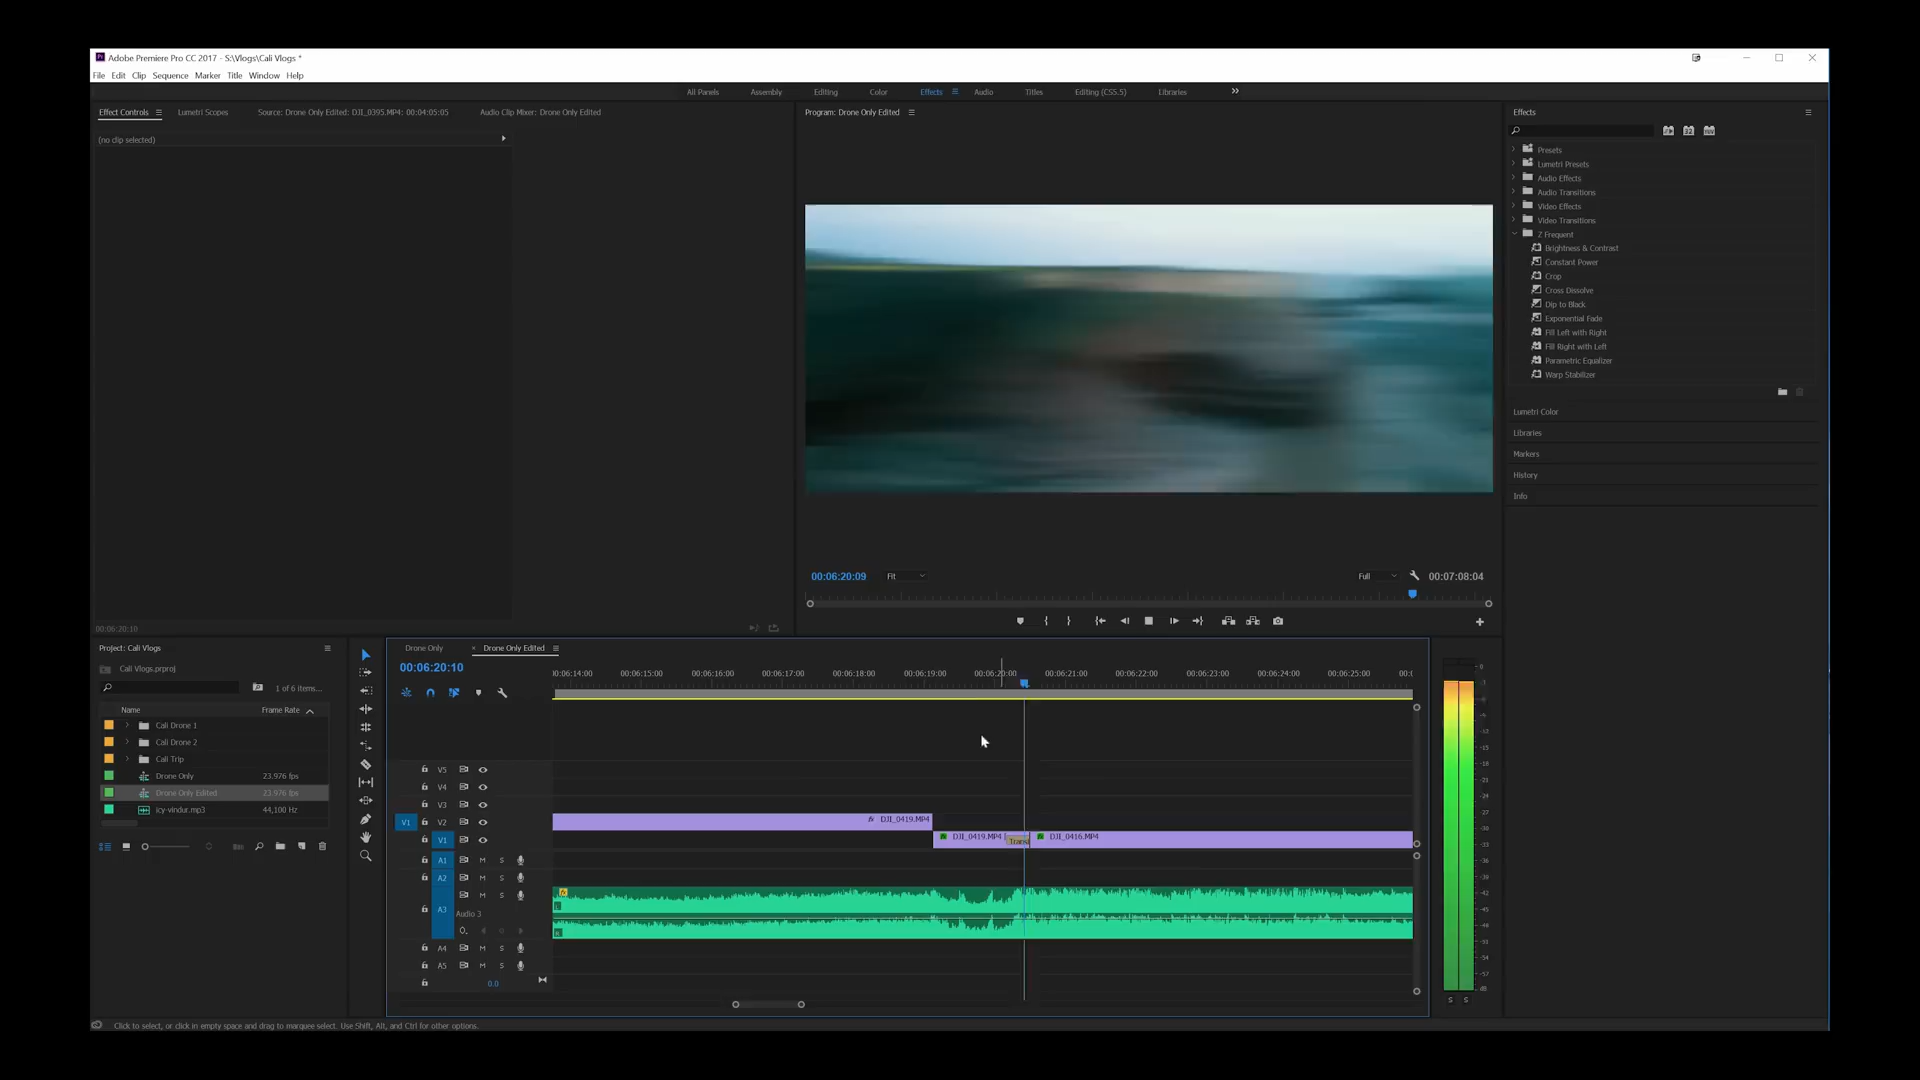 Adobe Premiere Pro CC 2017 - S:\Vlogs\Cali Vlogs *
File Edit Clip Sequence Marker Title Window Help
All Panels Assembly Editing Color Effects Audio Titles Editing (CS5.5) Libraries
Effect Controls Lumetri Scopes Source: Drone Only Edited: DJI_0395.MP4: 00:04:05:05 Audio Clip Mixer: Drone Only Edited
(no clip selected)
00:06:20:10
Program: Drone Only Edited
00:06:20:09 Fit Full 00:07:08:04
Effects
Presets
Lumetri Presets
Audio Effects
Audio Transitions
Video Effects
Video Transitions
Z Frequent
Brightness & Contrast
Constant Power
Crop
Cross Dissolve
Dip to Black
Exponential Fade
Fill Left with Right
Fill Right with Left
Parametric Equalizer
Warp Stabilizer
Lumetri Color
Libraries
Markers
History
Info
Project: Cali Vlogs
Cali Vlogs.prproj
1 of 6 items...
Name Frame Rate
Cali Drone 1
Cali Drone 2
Cali Trip
Drone Only 23.976 fps
Drone Only Edited 23.976 fps
icy-vindur.mp3 44,100 Hz
Drone Only × Drone Only Edited
00:06:20:10
00:06:14:00 00:06:15:00 00:06:16:00 00:06:17:00 00:06:18:00 00:06:19:00 00:06:20:00 00:06:21:00 00:06:22:00 00:06:23:00 00:06:24:00 00:06:25:00
V5
V4
V3
V1 V2 DJI_0419.MP4
V1 DJI_0419.MP4 Transi DJI_0416.MP4
A1 M S
A2 M S
A3 M S
Audio 3
A4 M S
A5 M S
0.0
S S
Click to select, or click in empty space and drag to marquee select. Use Shift, Alt, and Ctrl for other options.